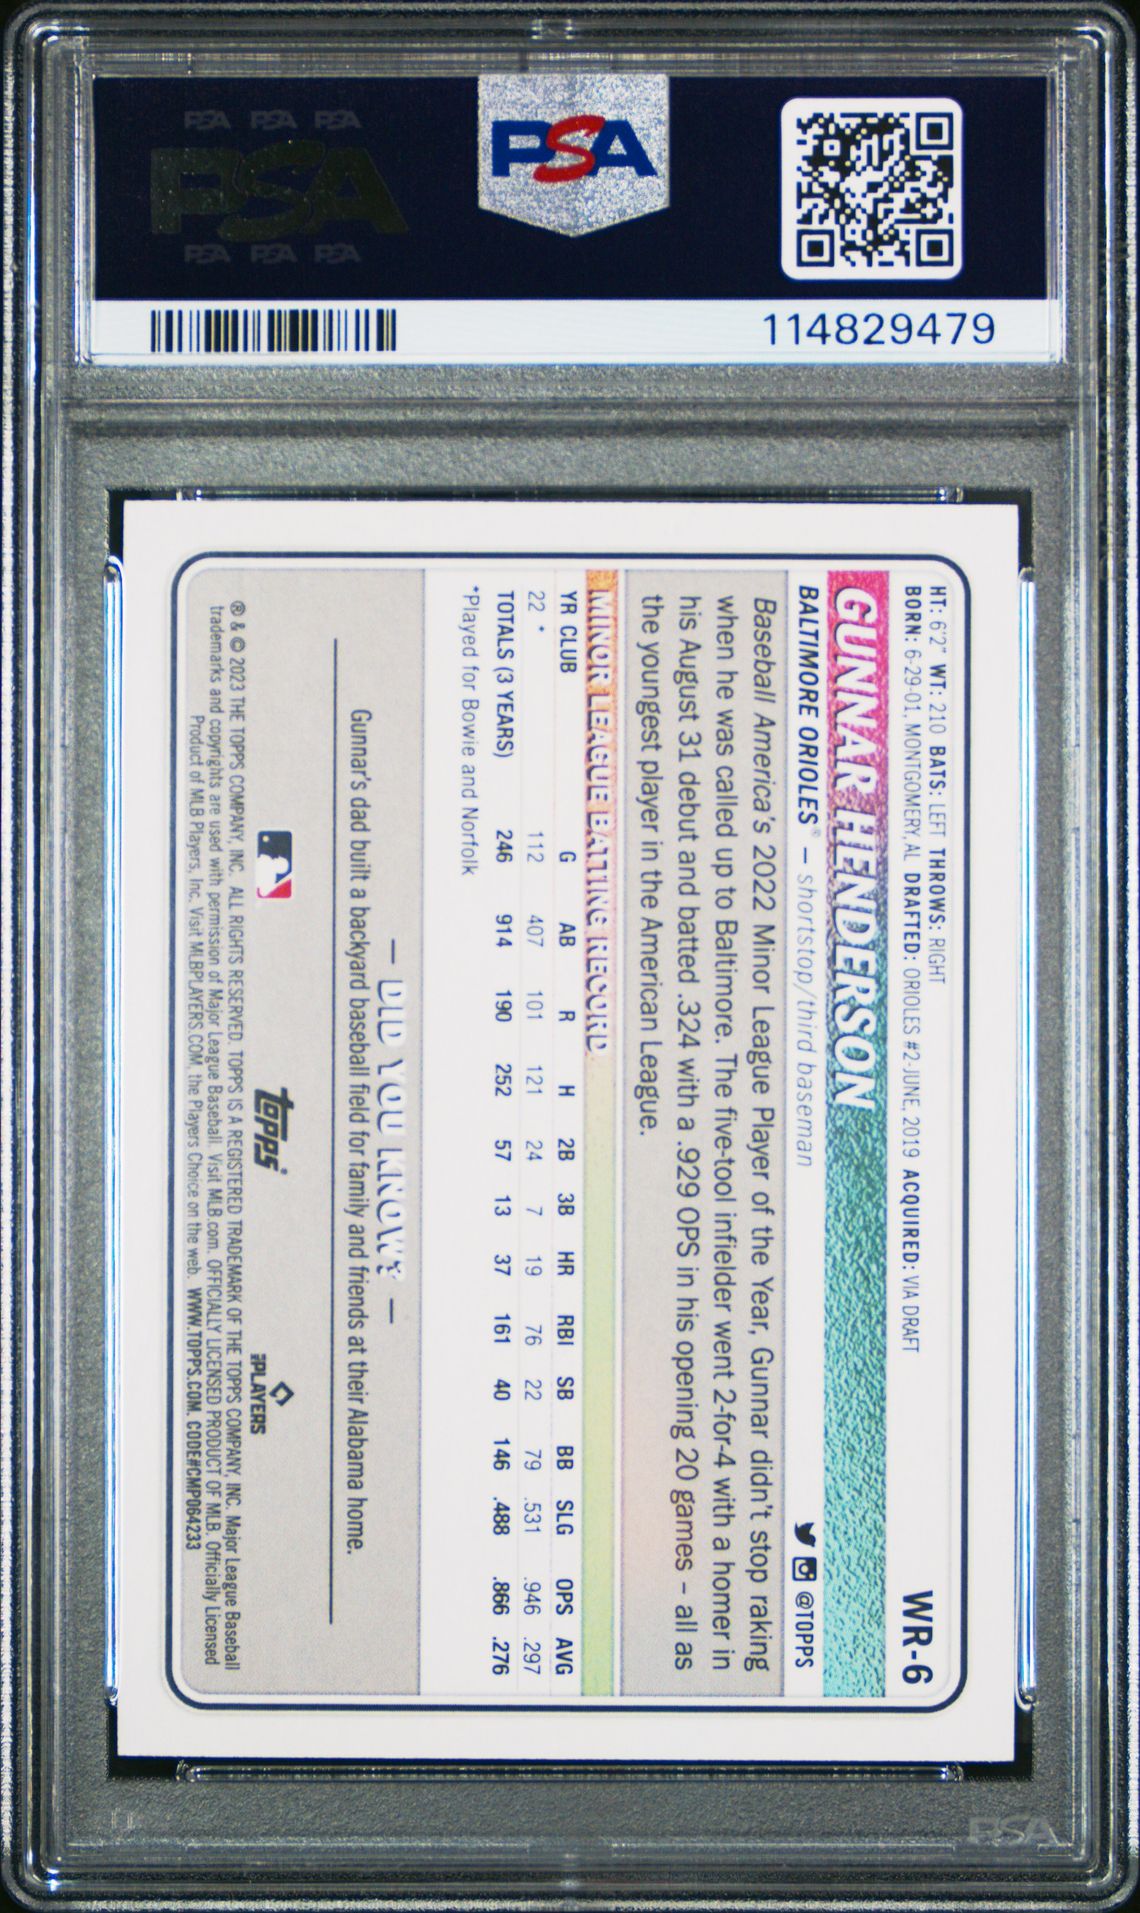 PSA PSA PSA
PSA
PSA PSA PSA
PSA
114829479
HT: 6'2" WT: 210 BATS: LEFT THROWS: RIGHT
BORN: 6-29-01, MONTGOMERY, AL DRAFTED: ORIOLES #2-JUNE, 2019 ACQUIRED: VIA DRAFT
WR-6
GUNNAR HENDERSON
BALTIMORE ORIOLES® — shortstop/third baseman
@TOPPS
Baseball America's 2022 Minor League Player of the Year, Gunnar didn't stop raking
when he was called up to Baltimore. The five-tool infielder went 2-for-4 with a homer in
his August 31 debut and batted .324 with a .929 OPS in his opening 20 games – all as
the youngest player in the American League.
MINOR LEAGUE BATTING RECORD
YR CLUB G AB R H 2B 3B HR RBI SB BB SLG OPS AVG
22 * 112 407 101 121 24 7 19 76 22 79 .531 .946 .297
TOTALS (3 YEARS) 246 914 190 252 57 13 37 161 40 146 .488 .866 .276
*Played for Bowie and Norfolk
— DID YOU KNOW? —
Gunnar's dad built a backyard baseball field for family and friends at their Alabama home.
topps®
PLAYERS
® & © 2023 THE TOPPS COMPANY, INC. ALL RIGHTS RESERVED. TOPPS IS A REGISTERED TRADEMARK OF THE TOPPS COMPANY, INC. Major League Baseball
trademarks and copyrights are used with permission of Major League Baseball. Visit MLB.com. OFFICIALLY LICENSED PRODUCT OF MLB. Officially Licensed
Product of MLB Players, Inc. Visit MLBPLAYERS.COM, the Players Choice on the web. WWW.TOPPS.COM. CODE#CMP064233
PSA